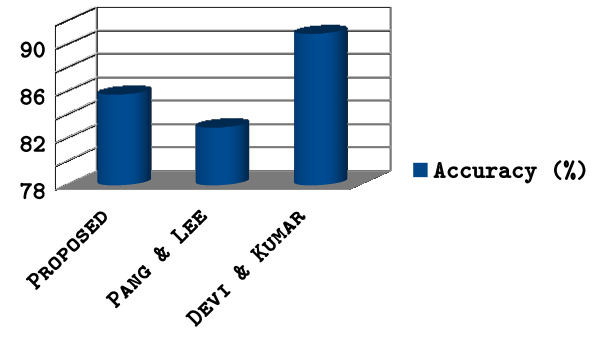 90
86
82
78
Proposed
Pang & Lee
Devi & Kumar
Accuracy (%)